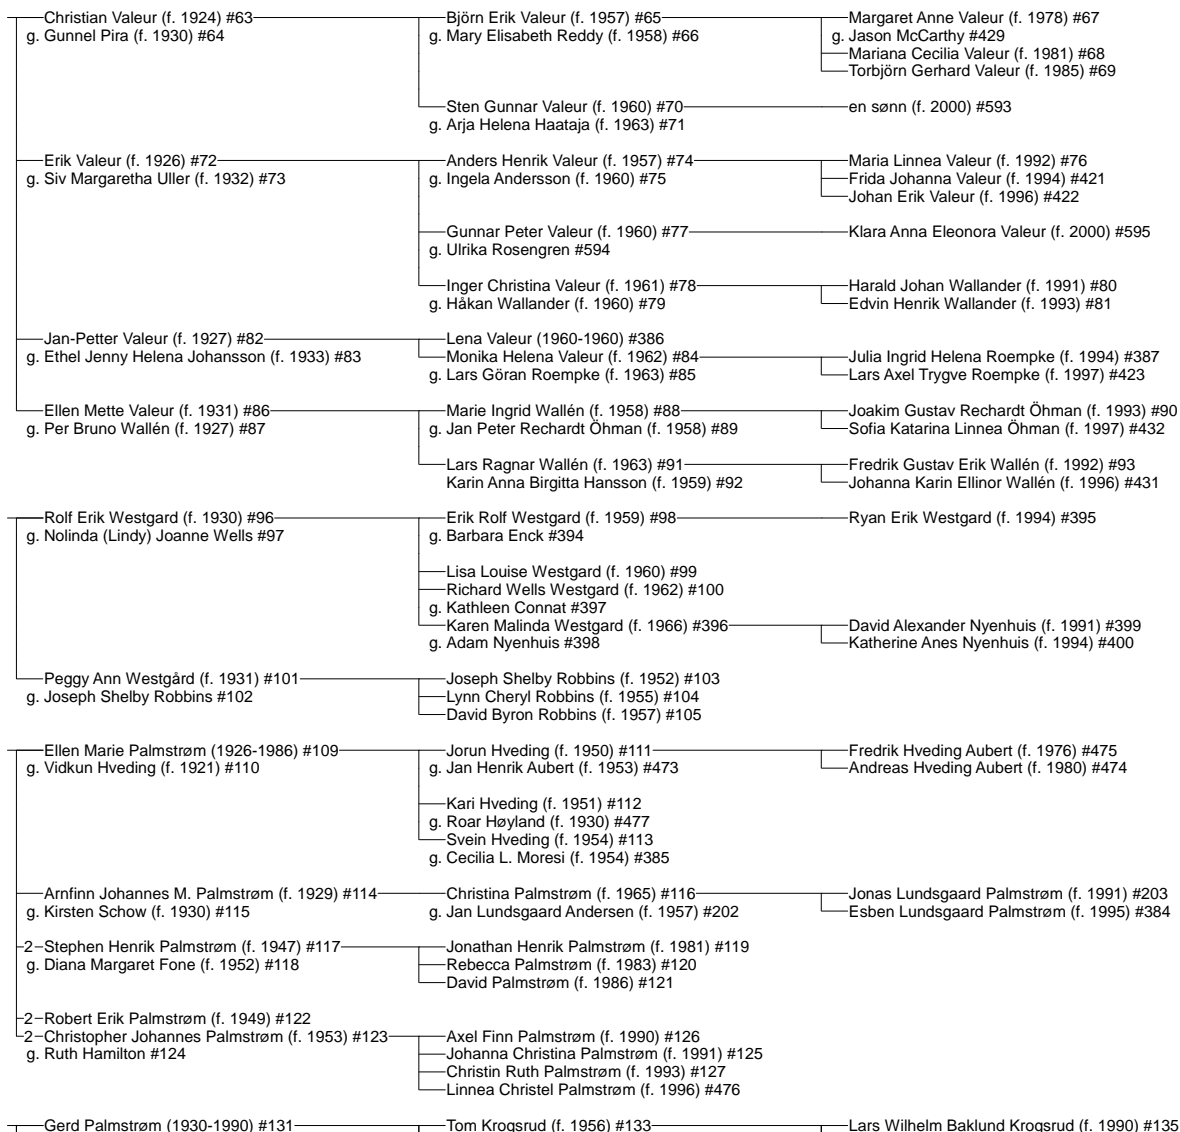 Christian Valeur (f. 1924) #63 Björn Erik Valeur (f. 1957) #65 Margaret Anne Valeur (f. 1978) #67
g. Gunnel Pira (f. 1930) #64 g. Mary Elisabeth Reddy (f. 1958) #66 g. Jason McCarthy #429
Mariana Cecilia Valeur (f. 1981) #68
Torbjörn Gerhard Valeur (f. 1985) #69
Sten Gunnar Valeur (f. 1960) #70 en sønn (f. 2000) #593
g. Arja Helena Haataja (f. 1963) #71
Erik Valeur (f. 1926) #72 Anders Henrik Valeur (f. 1957) #74 Maria Linnea Valeur (f. 1992) #76
g. Siv Margaretha Uller (f. 1932) #73 g. Ingela Andersson (f. 1960) #75 Frida Johanna Valeur (f. 1994) #421
Johan Erik Valeur (f. 1996) #422
Gunnar Peter Valeur (f. 1960) #77 Klara Anna Eleonora Valeur (f. 2000) #595
g. Ulrika Rosengren #594
Inger Christina Valeur (f. 1961) #78 Harald Johan Wallander (f. 1991) #80
g. Håkan Wallander (f. 1960) #79 Edvin Henrik Wallander (f. 1993) #81
Jan-Petter Valeur (f. 1927) #82 Lena Valeur (1960-1960) #386
g. Ethel Jenny Helena Johansson (f. 1933) #83 Monika Helena Valeur (f. 1962) #84 Julia Ingrid Helena Roempke (f. 1994) #387
g. Lars Göran Roempke (f. 1963) #85 Lars Axel Trygve Roempke (f. 1997) #423
Ellen Mette Valeur (f. 1931) #86 Marie Ingrid Wallén (f. 1958) #88 Joakim Gustav Rechardt Öhman (f. 1993) #90
g. Per Bruno Wallén (f. 1927) #87 g. Jan Peter Rechardt Öhman (f. 1958) #89 Sofia Katarina Linnea Öhman (f. 1997) #432
Lars Ragnar Wallén (f. 1963) #91 Fredrik Gustav Erik Wallén (f. 1992) #93
Karin Anna Birgitta Hansson (f. 1959) #92 Johanna Karin Ellinor Wallén (f. 1996) #431
Rolf Erik Westgard (f. 1930) #96 Erik Rolf Westgard (f. 1959) #98 Ryan Erik Westgard (f. 1994) #395
g. Nolinda (Lindy) Joanne Wells #97 g. Barbara Enck #394
Lisa Louise Westgard (f. 1960) #99
Richard Wells Westgard (f. 1962) #100
g. Kathleen Connat #397
Karen Malinda Westgard (f. 1966) #396 David Alexander Nyenhuis (f. 1991) #399
g. Adam Nyenhuis #398 Katherine Anes Nyenhuis (f. 1994) #400
Peggy Ann Westgård (f. 1931) #101 Joseph Shelby Robbins (f. 1952) #103
g. Joseph Shelby Robbins #102 Lynn Cheryl Robbins (f. 1955) #104
David Byron Robbins (f. 1957) #105
Ellen Marie Palmstrøm (1926-1986) #109 Jorun Hveding (f. 1950) #111 Fredrik Hveding Aubert (f. 1976) #475
g. Vidkun Hveding (f. 1921) #110 g. Jan Henrik Aubert (f. 1953) #473 Andreas Hveding Aubert (f. 1980) #474
Kari Hveding (f. 1951) #112
g. Roar Høyland (f. 1930) #477
Svein Hveding (f. 1954) #113
g. Cecilia L. Moresi (f. 1954) #385
Arnfinn Johannes M. Palmstrøm (f. 1929) #114 Christina Palmstrøm (f. 1965) #116 Jonas Lundsgaard Palmstrøm (f. 1991) #203
g. Kirsten Schow (f. 1930) #115 g. Jan Lundsgaard Andersen (f. 1957) #202 Esben Lundsgaard Palmstrøm (f. 1995) #384
2 Stephen Henrik Palmstrøm (f. 1947) #117 Jonathan Henrik Palmstrøm (f. 1981) #119
g. Diana Margaret Fone (f. 1952) #118 Rebecca Palmstrøm (f. 1983) #120
David Palmstrøm (f. 1986) #121
2 Robert Erik Palmstrøm (f. 1949) #122
2 Christopher Johannes Palmstrøm (f. 1953) #123 Axel Finn Palmstrøm (f. 1990) #126
g. Ruth Hamilton #124 Johanna Christina Palmstrøm (f. 1991) #125
Christin Ruth Palmstrøm (f. 1993) #127
Linnea Christel Palmstrøm (f. 1996) #476
Gerd Palmstrøm (1930-1990) #131 Tom Krogsrud (f. 1956) #133 Lars Wilhelm Baklund Krogsrud (f. 1990) #135